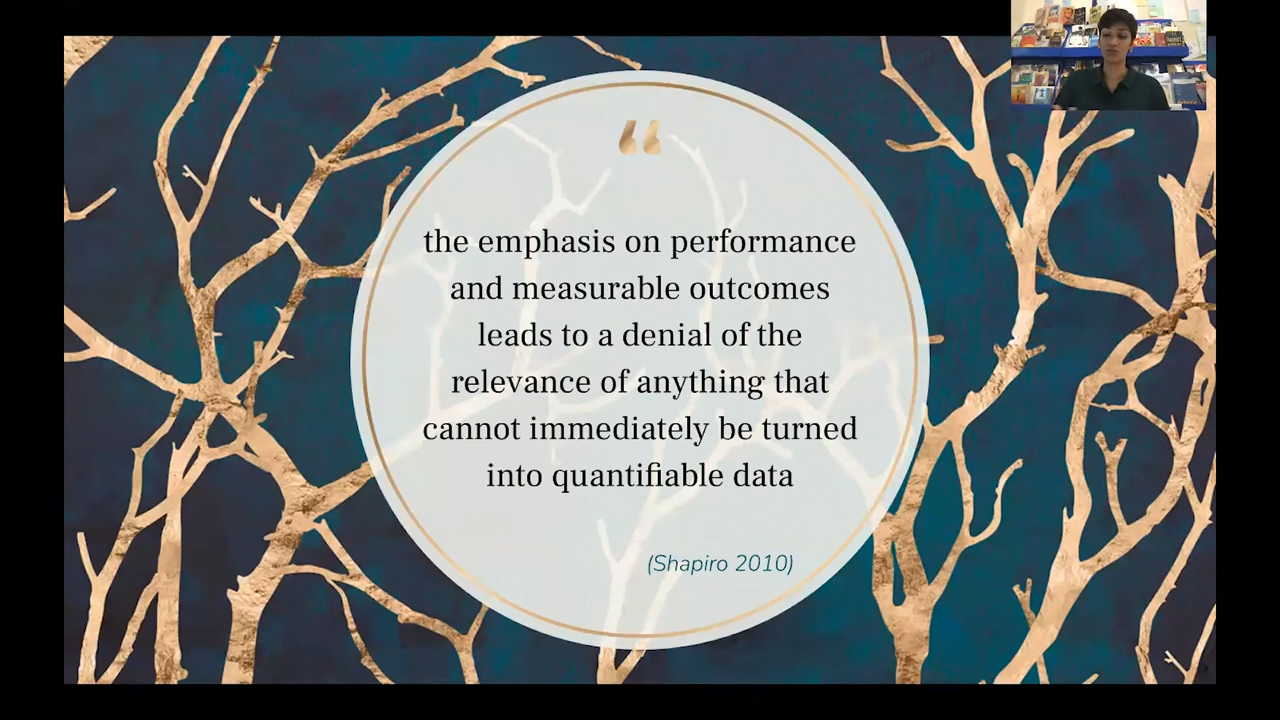 “
the emphasis on performance
and measurable outcomes
leads to a denial of the
relevance of anything that
cannot immediately be turned
into quantifiable data
(Shapiro 2010)